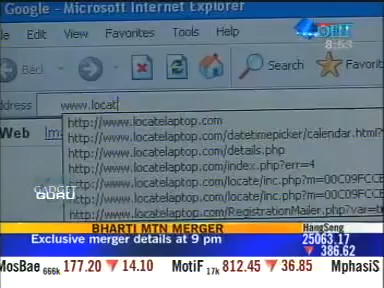 Google - Microsoft Internet Explorer
Edit View Favorites Tools Help
Back Search Favorit
8:53
ddress www.locat
http://www.locatelaptop.com
Web http://www.locatelaptop.com/datetimepicker/calendar.html?
http://www.locatelaptop.com/details.php
http://www.locatelaptop.com/index.php?err=4
http://www.locatelaptop.com/locate/inc.php?m=00C09FCCE
http://www.locatelaptop.com/locate/inc.php?m=00C09FCCE
http://www.locatelaptop.com/RegistrationMailer.php?var=t
GADGET
GURU
BHARTI MTN MERGER
Exclusive merger details at 9 pm
HangSeng
25063.17
▼ 386.62
MosBae 666k 177.20 ▼ 14.10 MotiF 17k 812.45 ▼ 36.85 MphasiS